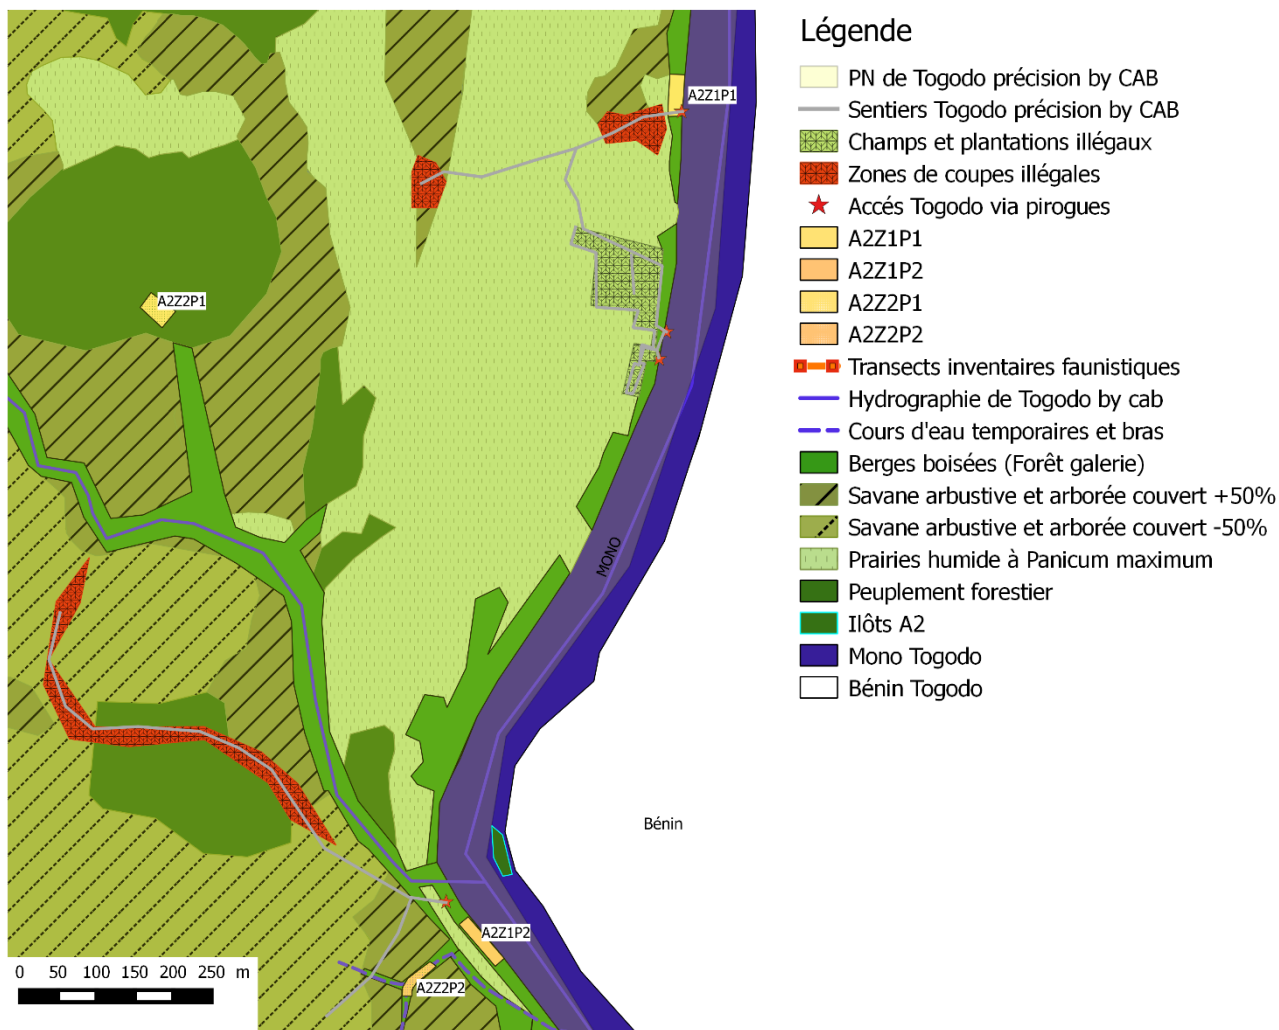 A2Z1P1
A2Z2P1
MONO
Bénin
A2Z1P2
A2Z2P2
0 50 100 150 200 250 m
Légende
PN de Togodo précision by CAB
Sentiers Togodo précision by CAB
Champs et plantations illégaux
Zones de coupes illégales
Accés Togodo via pirogues
A2Z1P1
A2Z1P2
A2Z2P1
A2Z2P2
Transects inventaires faunistiques
Hydrographie de Togodo by cab
Cours d'eau temporaires et bras
Berges boisées (Forêt galerie)
Savane arbustive et arborée couvert +50%
Savane arbustive et arborée couvert -50%
Prairies humide à Panicum maximum
Peuplement forestier
Ilôts A2
Mono Togodo
Bénin Togodo